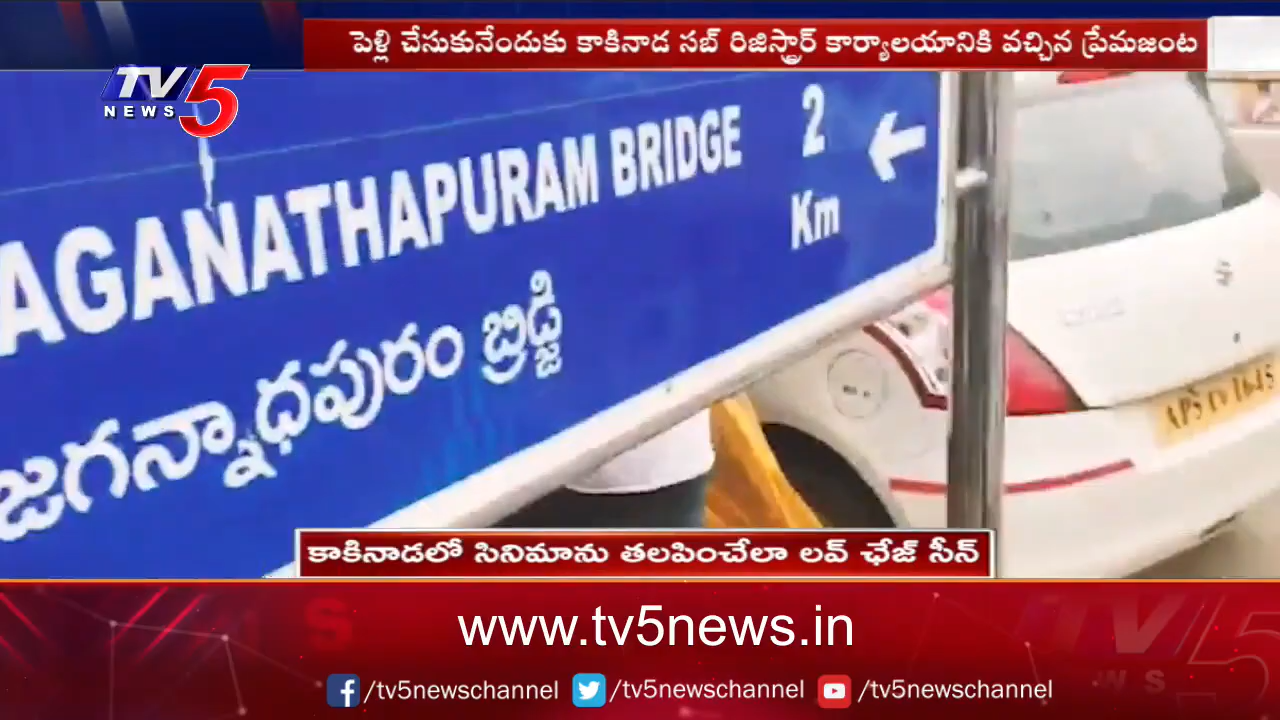 పెళ్లి చేసుకునేందుకు కాకినాడ సబ్ రిజిస్ట్రార్ కార్యాలయానికి వచ్చిన ప్రేమజంట
TV5
NEWS
AGANATHAPURAM BRIDGE 2 Km
జగన్నాధపురం బ్రిడ్జి
కాకినాడలో సినిమాను తలపించేలా లవ్ ఛేజ్ సీన్
www.tv5news.in
/tv5newschannel /tv5newschannel /tv5newschannel